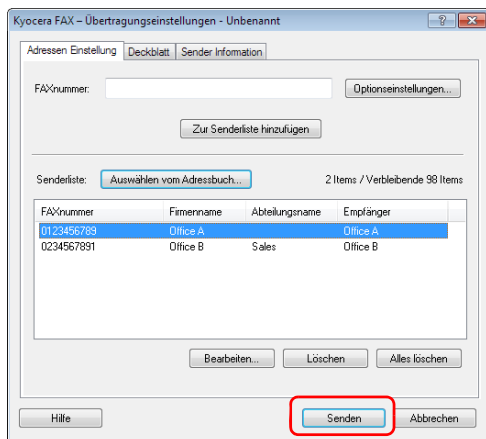 Kyocera FAX – Übertragungseinstellungen - Unbenannt
Adressen Einstellung Deckblatt Sender Information
FAXnummer: Optionseinstellungen...
Zur Senderliste hinzufügen
Senderliste: Auswählen vom Adressbuch... 2 Items / Verbleibende 98 Items
FAXnummer Firmenname Abteilungsname Empfänger
0123456789 Office A Office A
0234567891 Office B Sales Office B
Bearbeiten... Löschen Alles löschen
Hilfe Senden Abbrechen